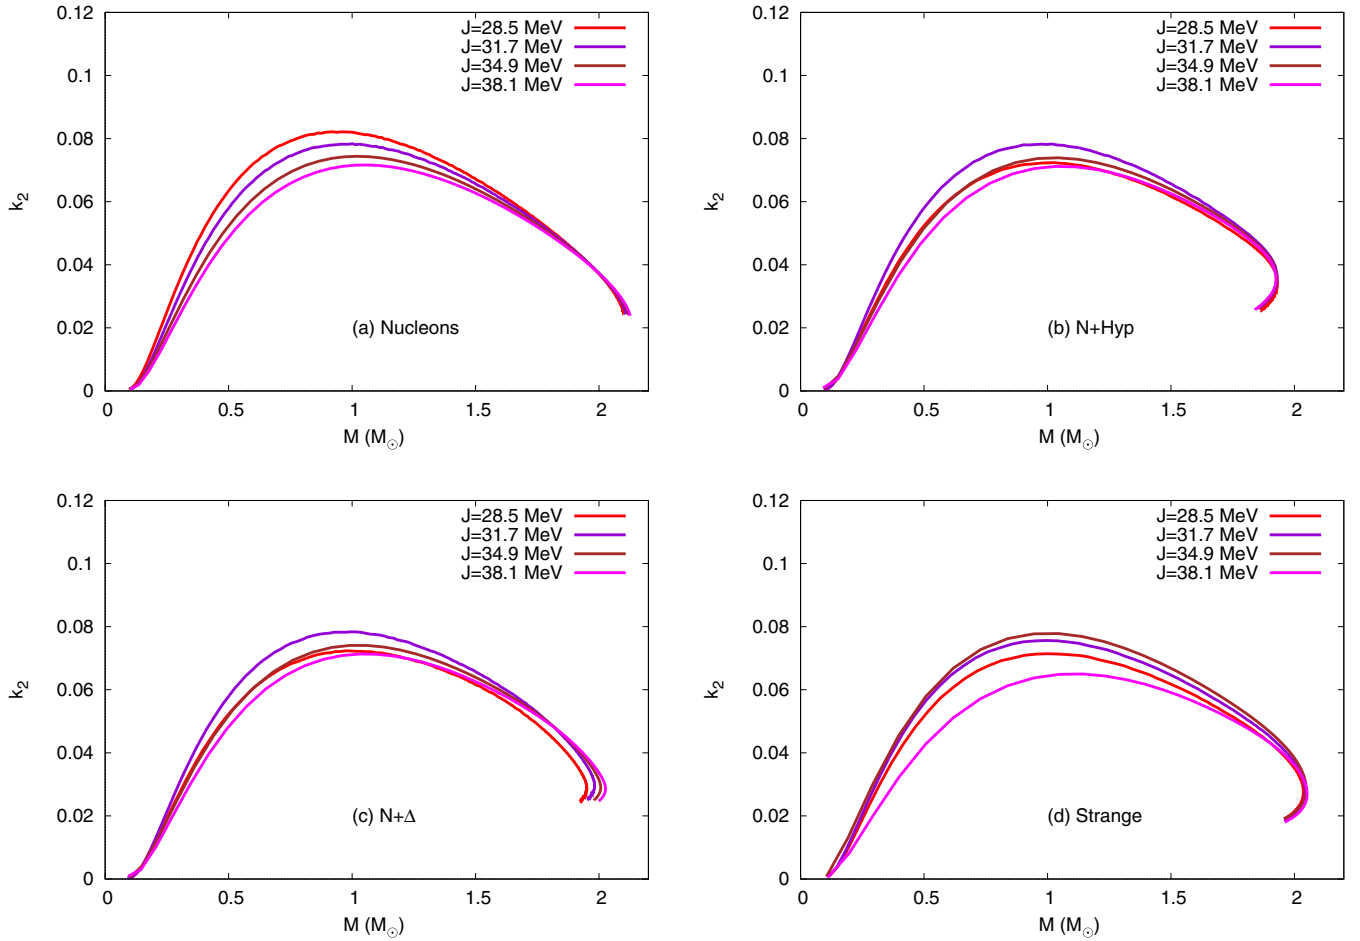 0.12
0.1
0.08
0.06
0.04
0.02
0
k2
J=28.5 MeV
J=31.7 MeV
J=34.9 MeV
J=38.1 MeV
(a) Nucleons
0 0.5 1 1.5 2
M (M☉)
0.12
0.1
0.08
0.06
0.04
0.02
0
k2
J=28.5 MeV
J=31.7 MeV
J=34.9 MeV
J=38.1 MeV
(b) N+Hyp
0 0.5 1 1.5 2
M (M☉)
0.12
0.1
0.08
0.06
0.04
0.02
0
k2
J=28.5 MeV
J=31.7 MeV
J=34.9 MeV
J=38.1 MeV
(c) N+Δ
0 0.5 1 1.5 2
M (M☉)
0.12
0.1
0.08
0.06
0.04
0.02
0
k2
J=28.5 MeV
J=31.7 MeV
J=34.9 MeV
J=38.1 MeV
(d) Strange
0 0.5 1 1.5 2
M (M☉)